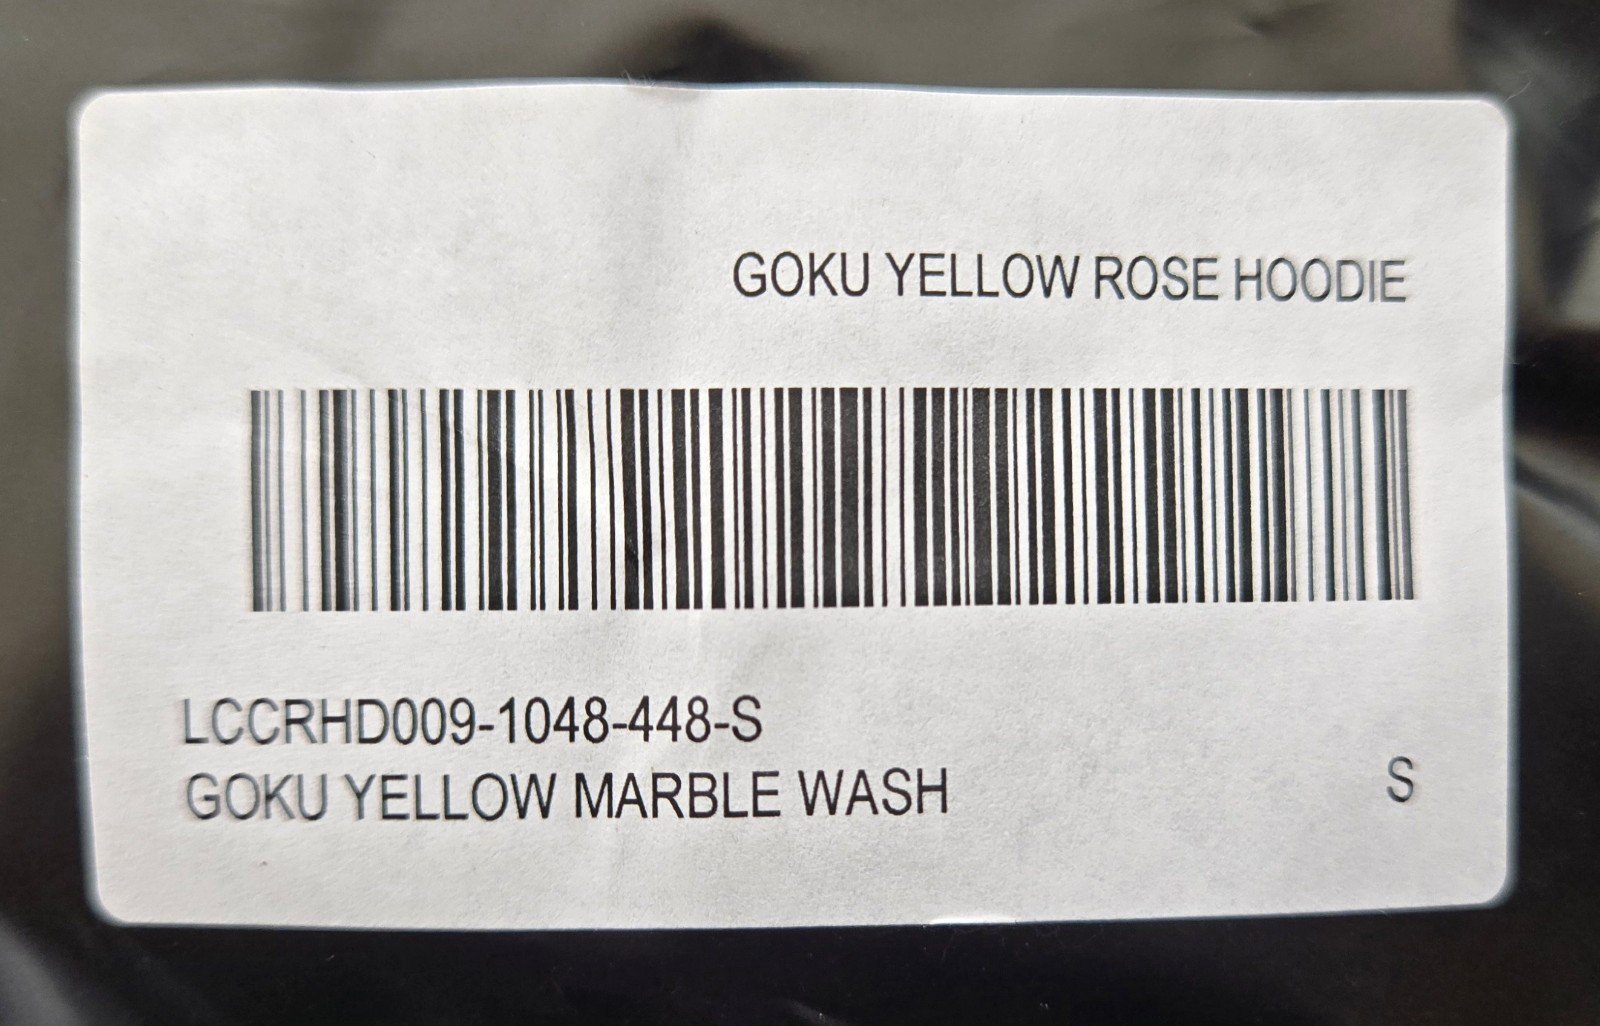 GOKU YELLOW ROSE HOODIE
LCCRHD009-1048-448-S
GOKU YELLOW MARBLE WASH
S